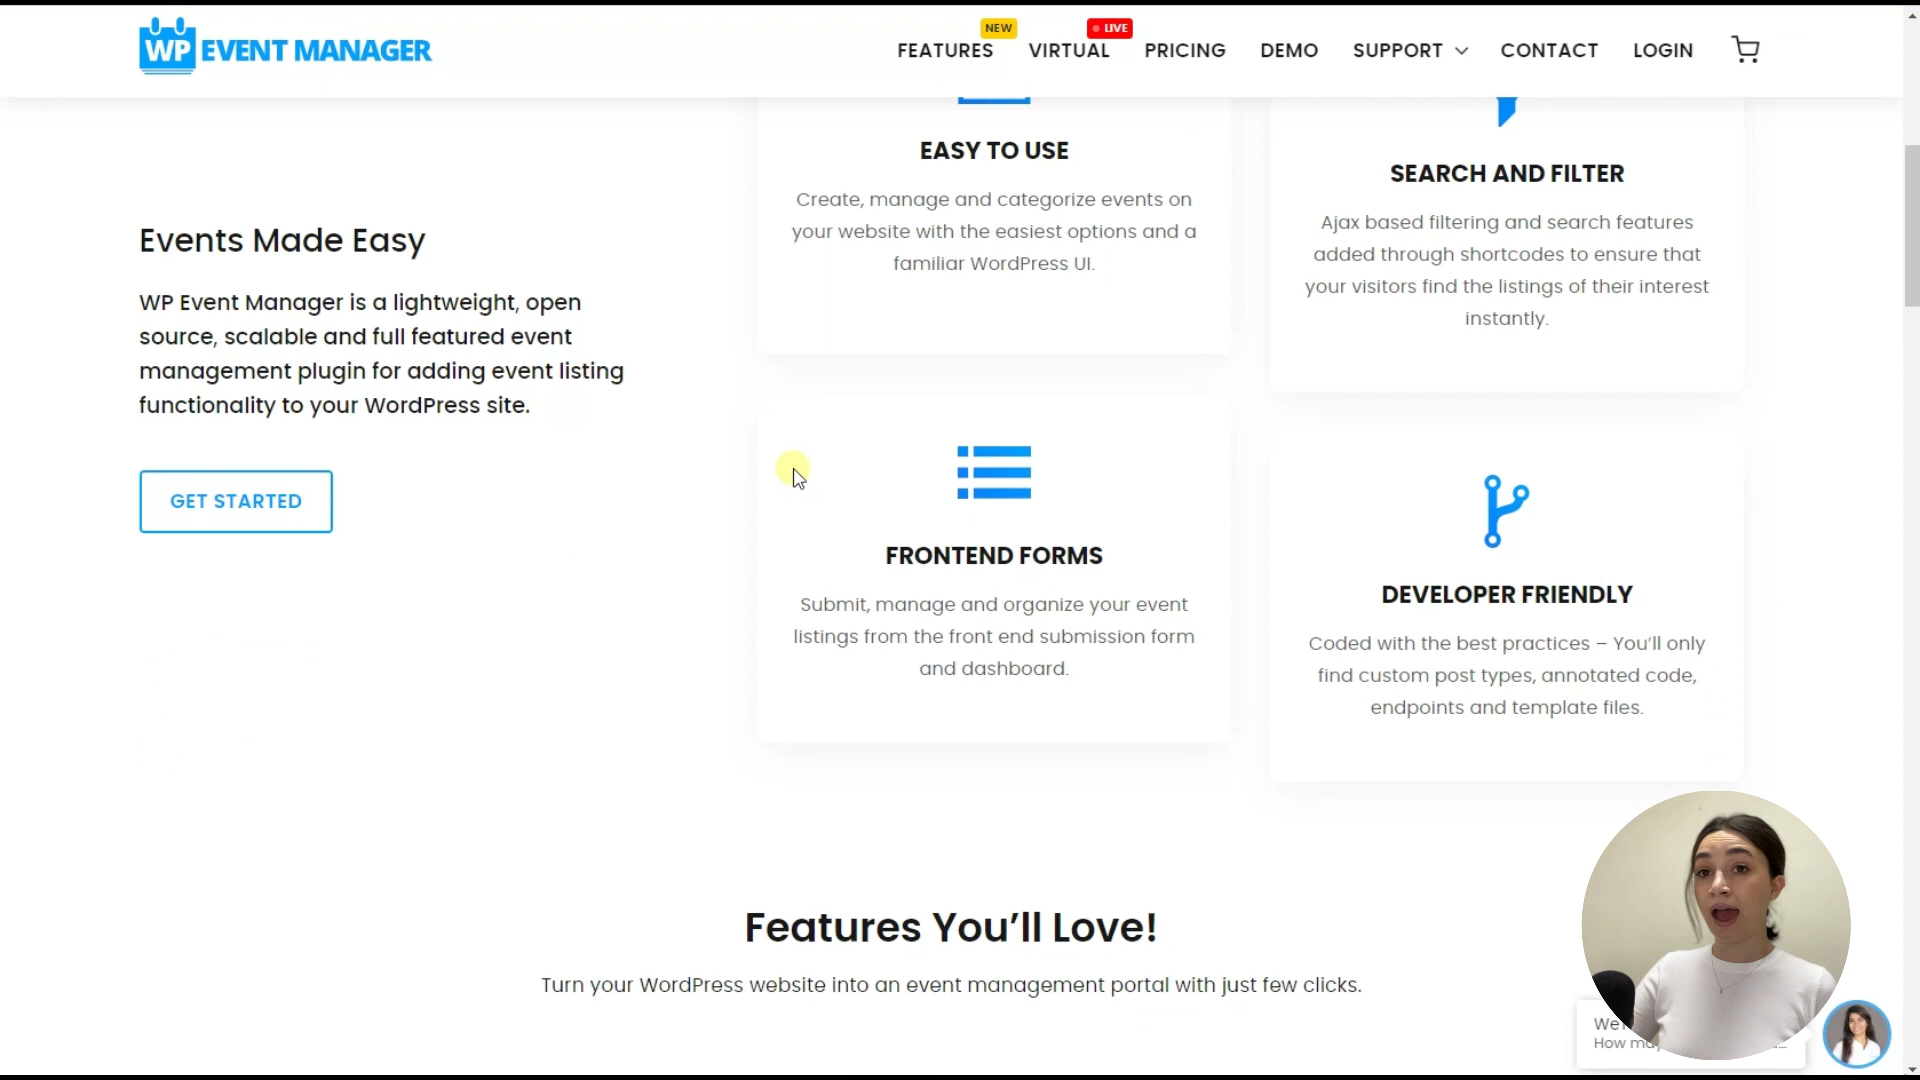 WP EVENT MANAGER
FEATURES
NEW
VIRTUAL
LIVE
PRICING
DEMO
SUPPORT
CONTACT
LOGIN
Events Made Easy
WP Event Manager is a lightweight, open
source, scalable and full featured event
management plugin for adding event listing
functionality to your WordPress site.
GET STARTED
EASY TO USE
Create, manage and categorize events on
your website with the easiest options and a
familiar WordPress UI.
SEARCH AND FILTER
Ajax based filtering and search features
added through shortcodes to ensure that
your visitors find the listings of their interest
instantly.
FRONTEND FORMS
Submit, manage and organize your event
listings from the front end submission form
and dashboard.
DEVELOPER FRIENDLY
Coded with the best practices – You'll only
find custom post types, annotated code,
endpoints and template files.
Features You'll Love!
Turn your WordPress website into an event management portal with just few clicks.
How